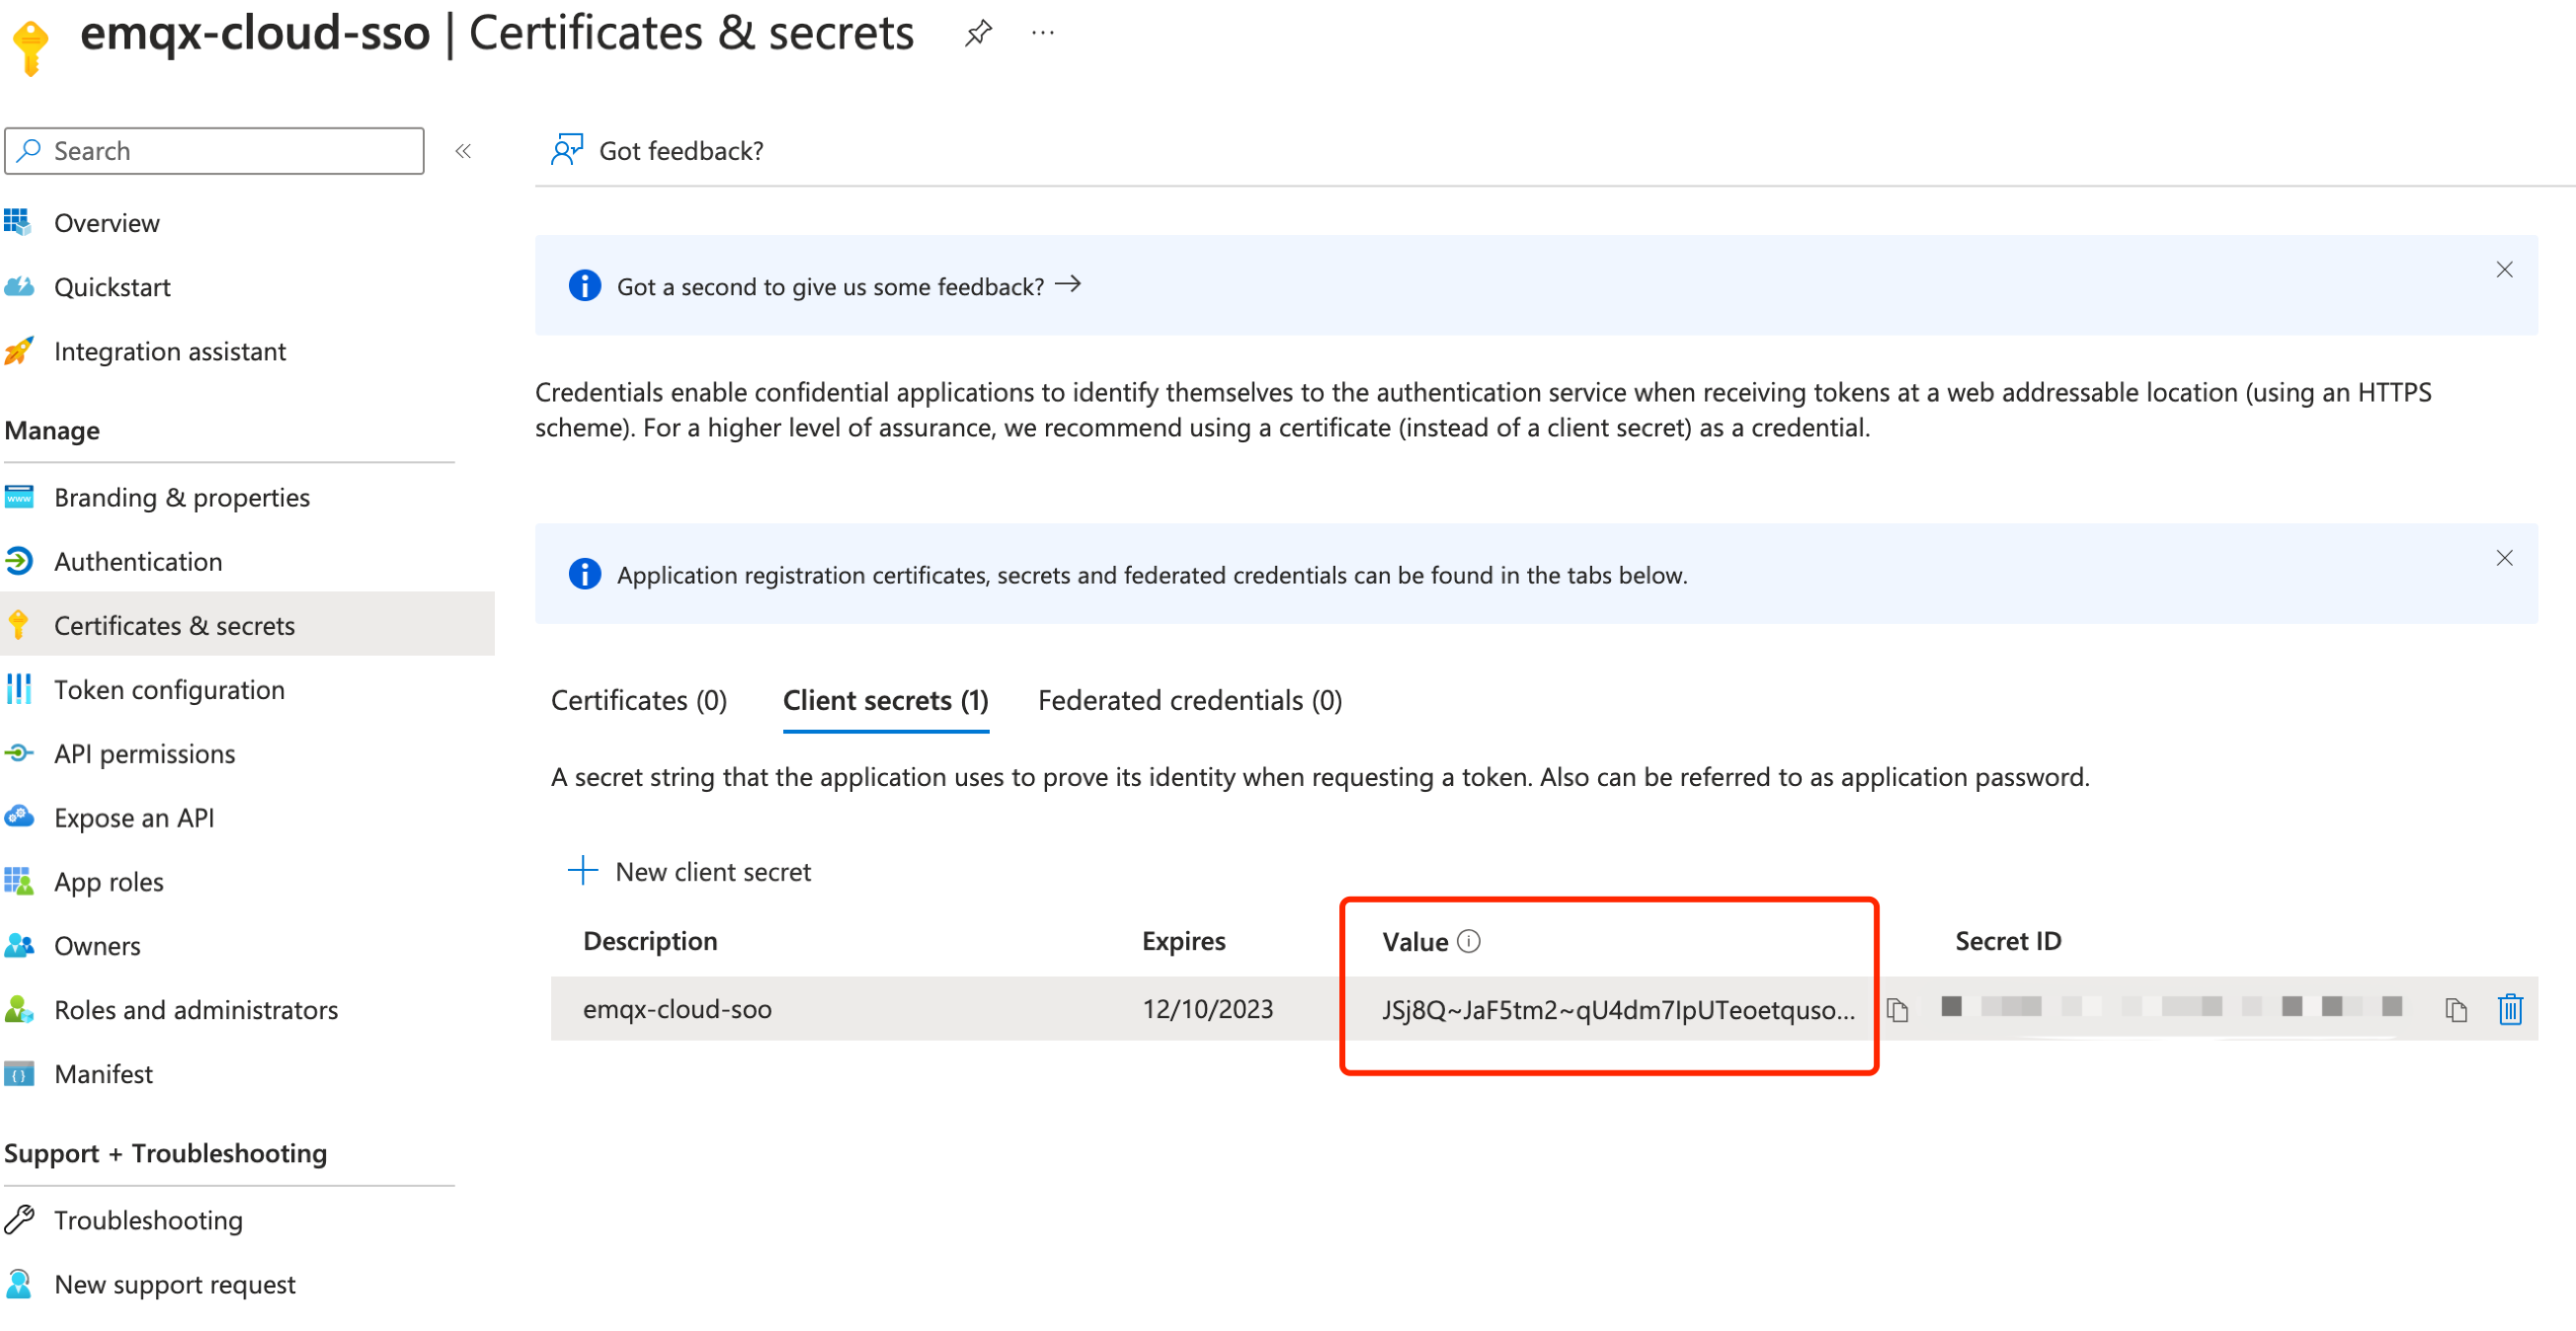 emqx-cloud-sso | Certificates & secrets
Search
Got feedback?
Overview
Quickstart
Integration assistant
Manage
Branding & properties
Authentication
Certificates & secrets
Token configuration
API permissions
Expose an API
App roles
Owners
Roles and administrators
Manifest
Support + Troubleshooting
Troubleshooting
New support request
Got a second to give us some feedback?
Credentials enable confidential applications to identify themselves to the authentication service when receiving tokens at a web addressable location (using an HTTPS
scheme). For a higher level of assurance, we recommend using a certificate (instead of a client secret) as a credential.
Application registration certificates, secrets and federated credentials can be found in the tabs below.
Certificates (0) Client secrets (1) Federated credentials (0)
A secret string that the application uses to prove its identity when requesting a token. Also can be referred to as application password.
New client secret
Description Expires Value Secret ID
emqx-cloud-soo 12/10/2023 JSj8Q~JaF5tm2~qU4dm7IpUTeoetquso...